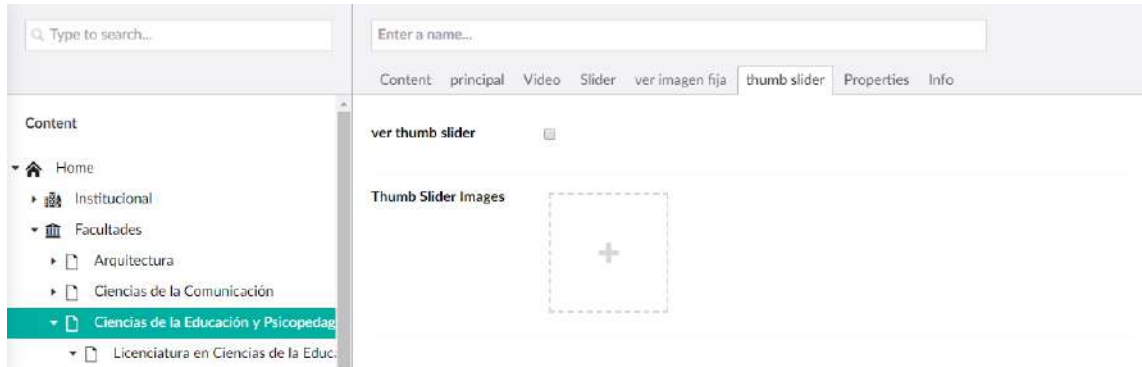 Type to search...
Content
Home
Institucional
Facultades
Arquitectura
Ciencias de la Comunicación
Ciencias de la Educación y Psicopedag
Licenciatura en Ciencias de la Educ.
Enter a name...
Content principal Video Slider ver imagen fija thumb slider Properties Info
ver thumb slider
Thumb Slider Images